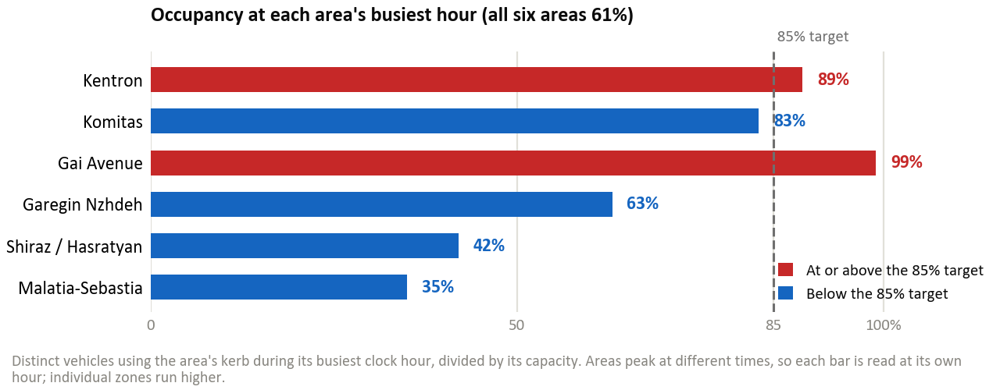 Occupancy at each area's busiest hour (all six areas 61%)
85% target
Kentron
89%
Komitas
83%
Gai Avenue
99%
Garegin Nzhdeh
63%
Shiraz / Hasratyan
42%
Malatia-Sebastia
35%
At or above the 85% target
Below the 85% target
0
50
85
100%
Distinct vehicles using the area's kerb during its busiest clock hour, divided by its capacity. Areas peak at different times, so each bar is read at its own
hour; individual zones run higher.